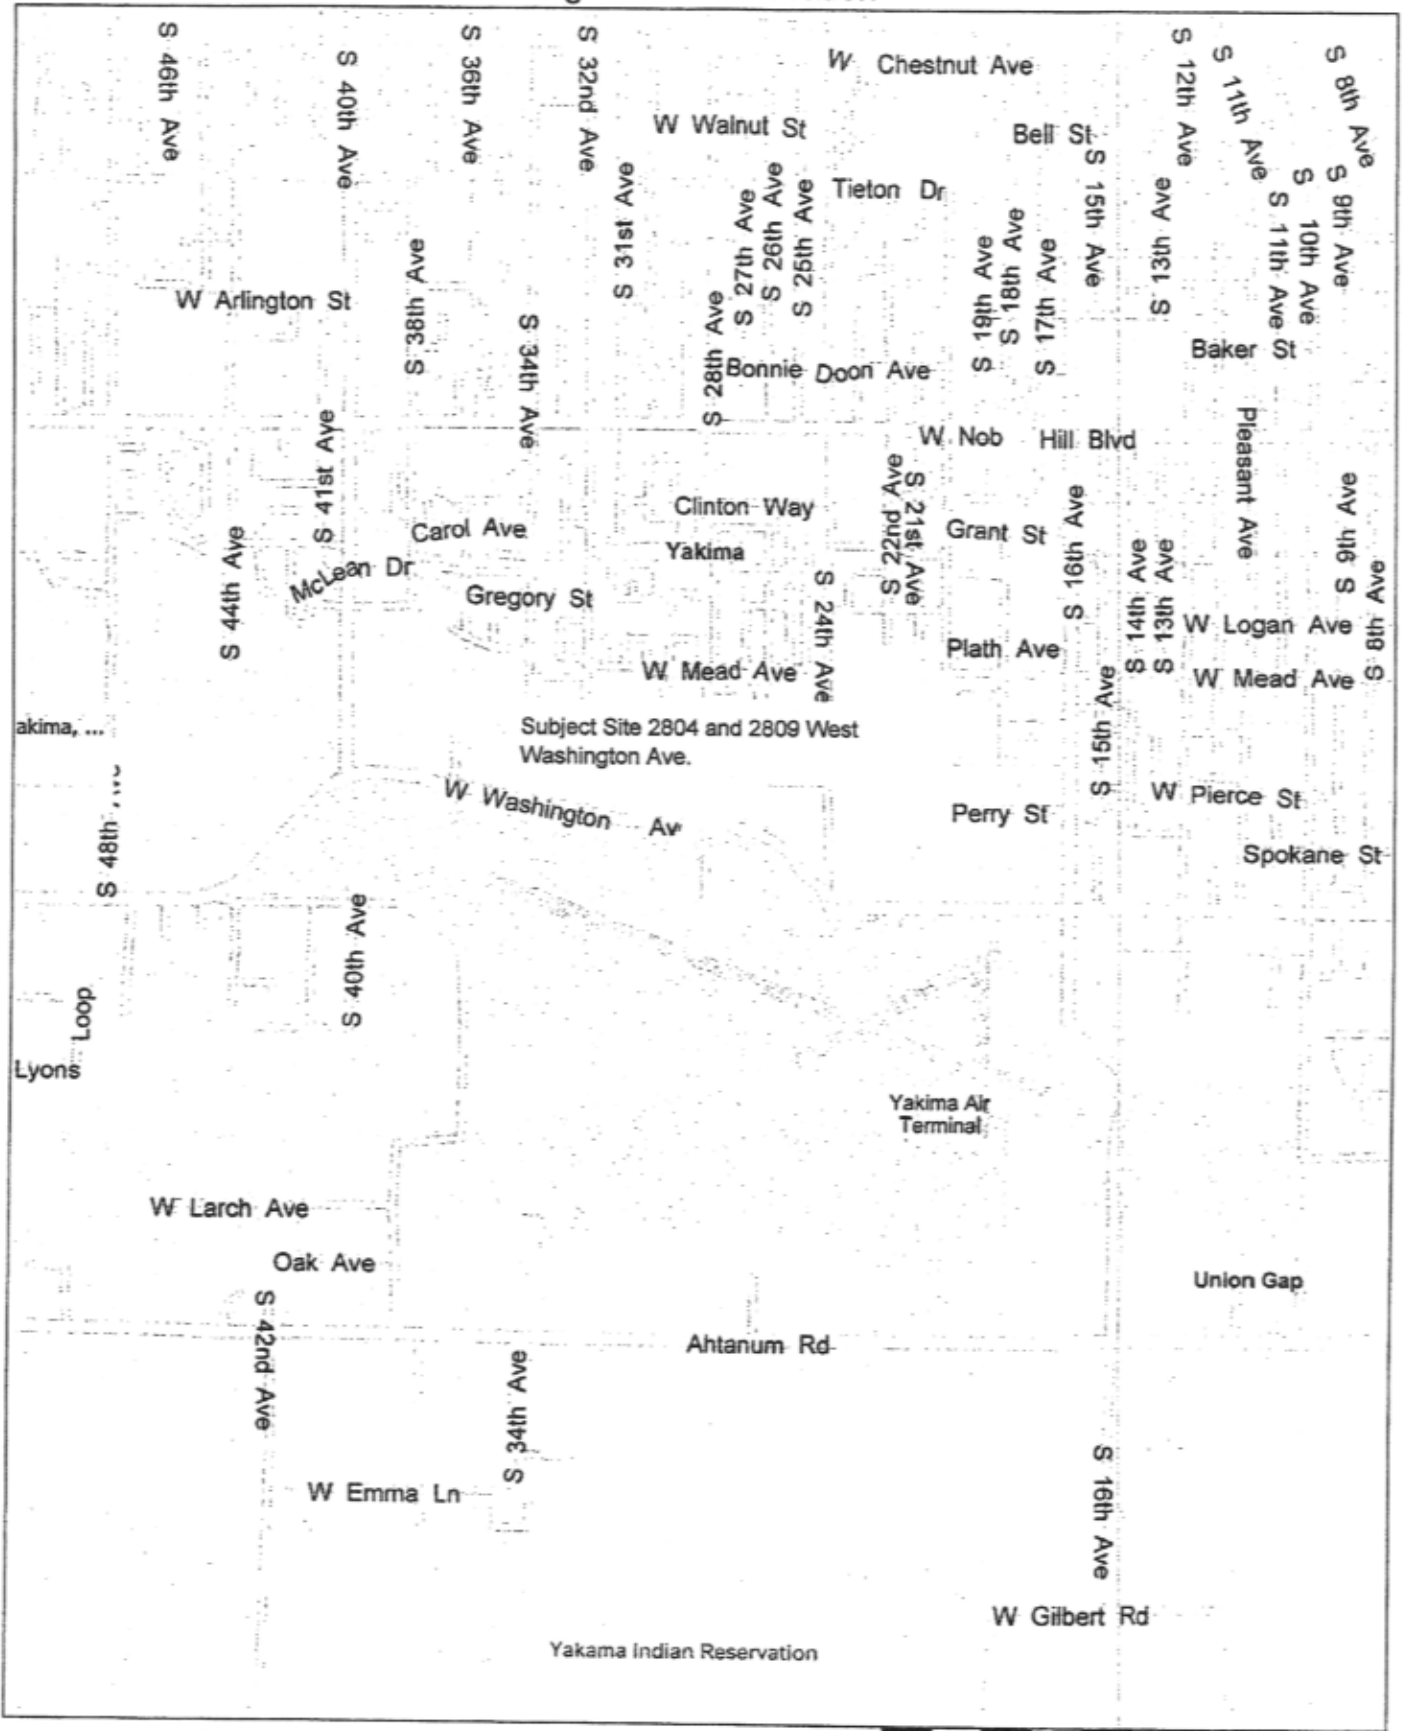 S 46th Ave
S 40th Ave
S 36th Ave
S 32nd Ave
W Chestnut Ave
S 12th Ave
S 11th Ave
S 8th Ave
W Walnut St
Bell St
S 15th Ave
Tieton Dr
S 31st Ave
S 27th Ave
S 26th Ave
S 25th Ave
S 19th Ave
S 18th Ave
S 17th Ave
S 13th Ave
S 11th Ave
S 10th Ave
S 9th Ave
W Arlington St
S 38th Ave
S 34th Ave
S 28th Ave
Bonnie Doon Ave
Baker St
S 41st Ave
W Nob Hill Blvd
Pleasant Ave
S 44th Ave
McLean Dr
Carol Ave
Clinton Way
Yakima
S 22nd Ave
S 21st Ave
Grant St
S 16th Ave
S 9th Ave
Gregory St
S 24th Ave
S 14th Ave
S 13th Ave
W Logan Ave
S 8th Ave
W Mead Ave
Plath Ave
W Mead Ave
akima, ...
Subject Site 2804 and 2809 West
Washington Ave.
S 15th Ave
S 48th
W Washington Av
Perry St
W Pierce St
Spokane St
S 40th Ave
Lyons Loop
Yakima Air
Terminal
W Larch Ave
Oak Ave
Union Gap
S 42nd Ave
Ahtanum Rd
S 34th Ave
W Emma Ln
S 16th Ave
W Gilbert Rd
Yakama Indian Reservation